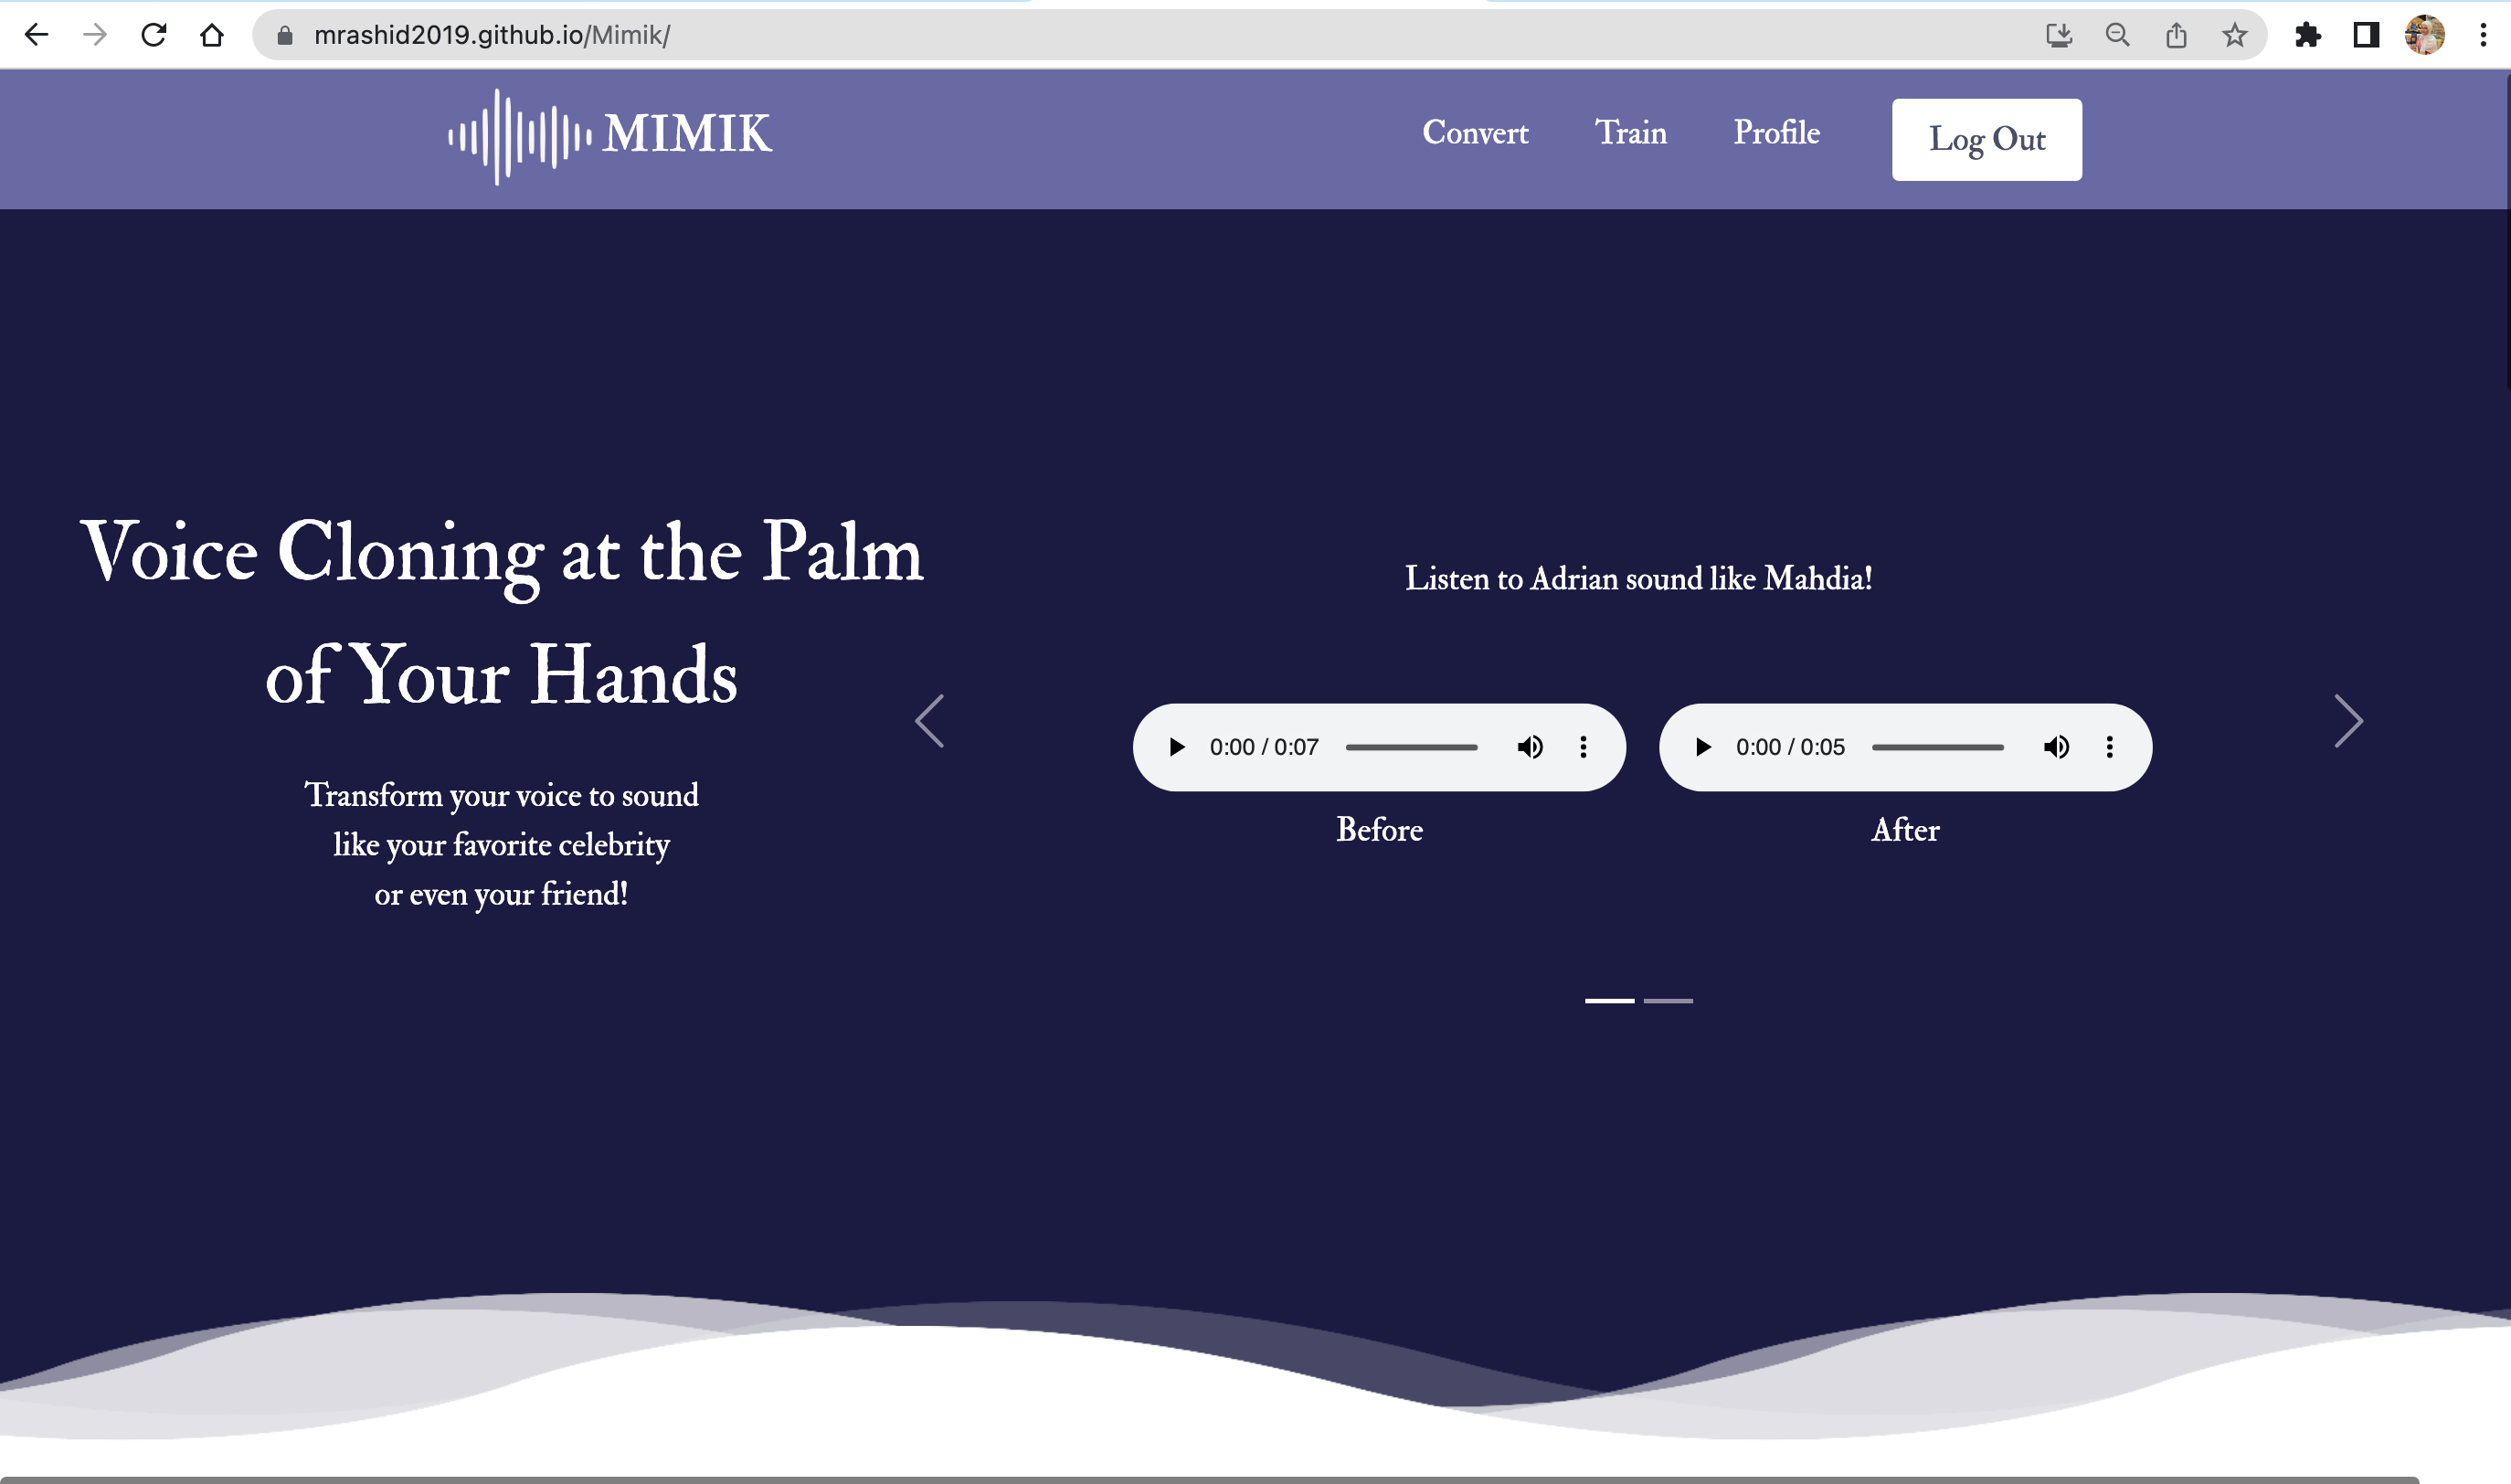 mrashid2019.github.io/Mimik/
MIMIK
Convert
Train
Profile
Log Out
Voice Cloning at the Palm
of Your Hands
Transform your voice to sound
like your favorite celebrity
or even your friend!
Listen to Adrian sound like Mahdia!
0:00 / 0:07
0:00 / 0:05
Before
After